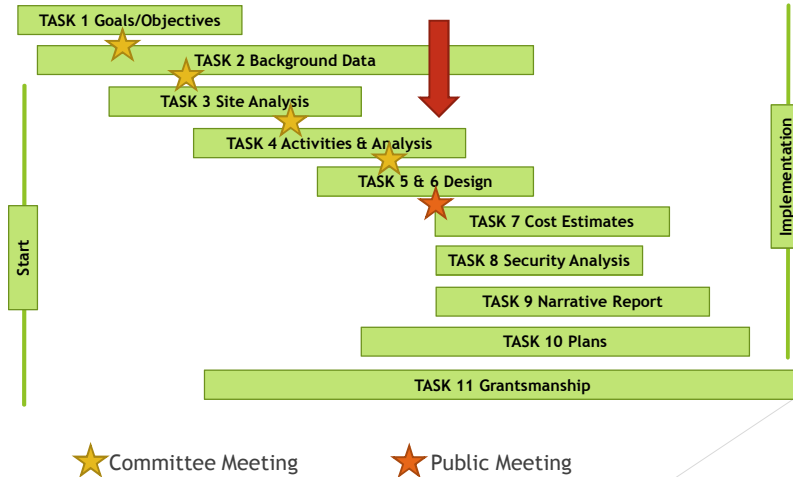 TASK 1 Goals/Objectives
TASK 2 Background Data
TASK 3 Site Analysis
TASK 4 Activities & Analysis
TASK 5 & 6 Design
TASK 7 Cost Estimates
TASK 8 Security Analysis
TASK 9 Narrative Report
TASK 10 Plans
TASK 11 Grantsmanship
Start
Implementation
Committee Meeting
Public Meeting